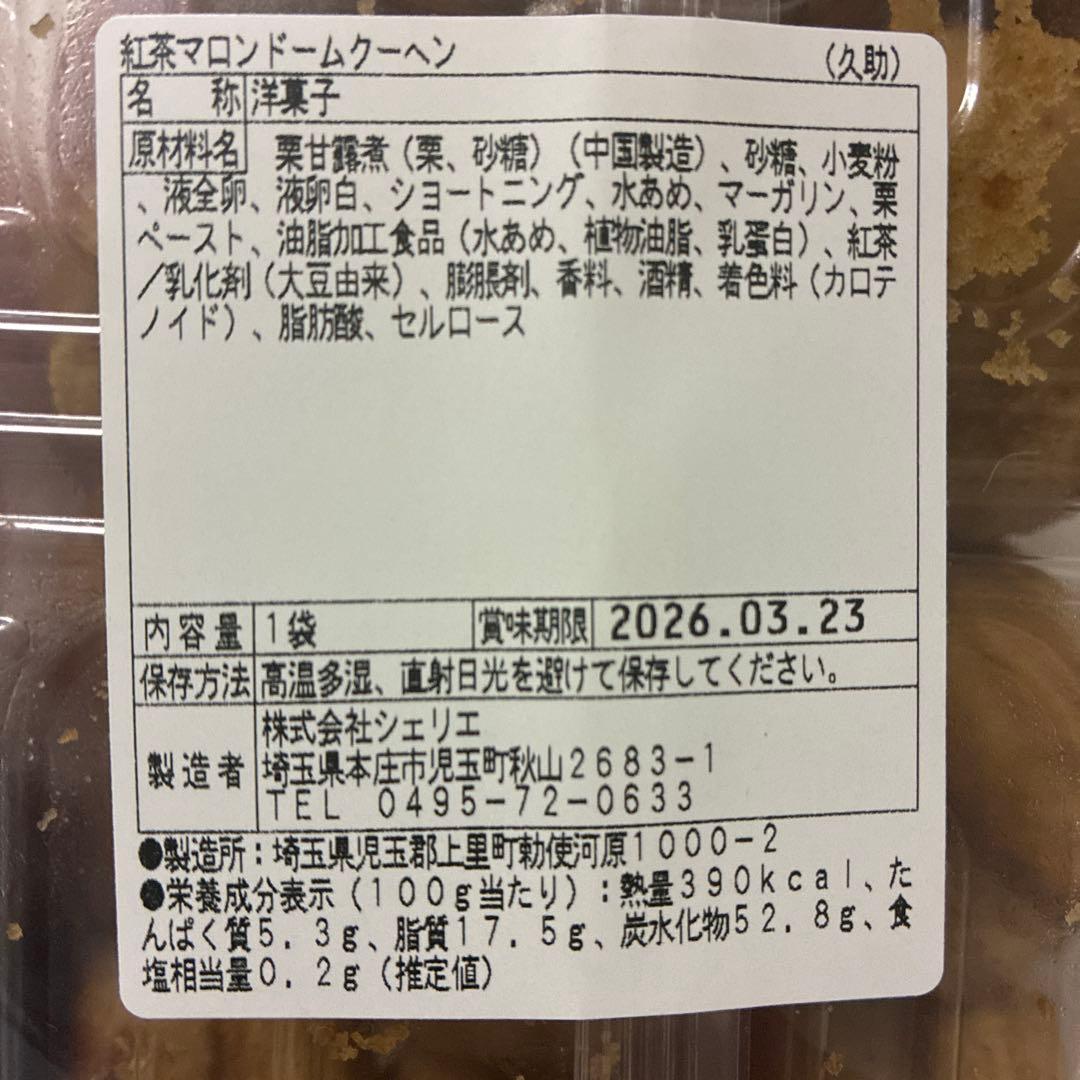 紅茶マロンドームクーヘン （久助）
名 称 洋菓子
原材料名 栗甘露煮（栗、砂糖）（中国製造）、砂糖、小麦粉
、液全卵、液卵白、ショートニング、水あめ、マーガリン、栗
ペースト、油脂加工食品（水あめ、植物油脂、乳蛋白）、紅茶
／乳化剤（大豆由来）、膨脹剤、香料、酒精、着色料（カロテ
ノイド）、脂肪酸、セルロース
内容量 1袋 賞味期限 2026.03.23
保存方法 高温多湿、直射日光を避けて保存してください。
製造者 株式会社シェリエ
埼玉県本庄市児玉町秋山２６８３－１
ＴＥＬ ０４９５－７２－０６３３
●製造所：埼玉県児玉郡上里町勅使河原１０００－２
●栄養成分表示（１００ｇ当たり）：熱量３９０ｋｃａｌ、た
んぱく質５．３ｇ、脂質１７．５ｇ、炭水化物５２．８ｇ、食
塩相当量０．２ｇ（推定値）